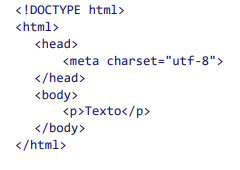 <!DOCTYPE html>
<html>
<head>
<meta charset="utf-8">
</head>
<body>
<p>Texto</p>
</body>
</html>